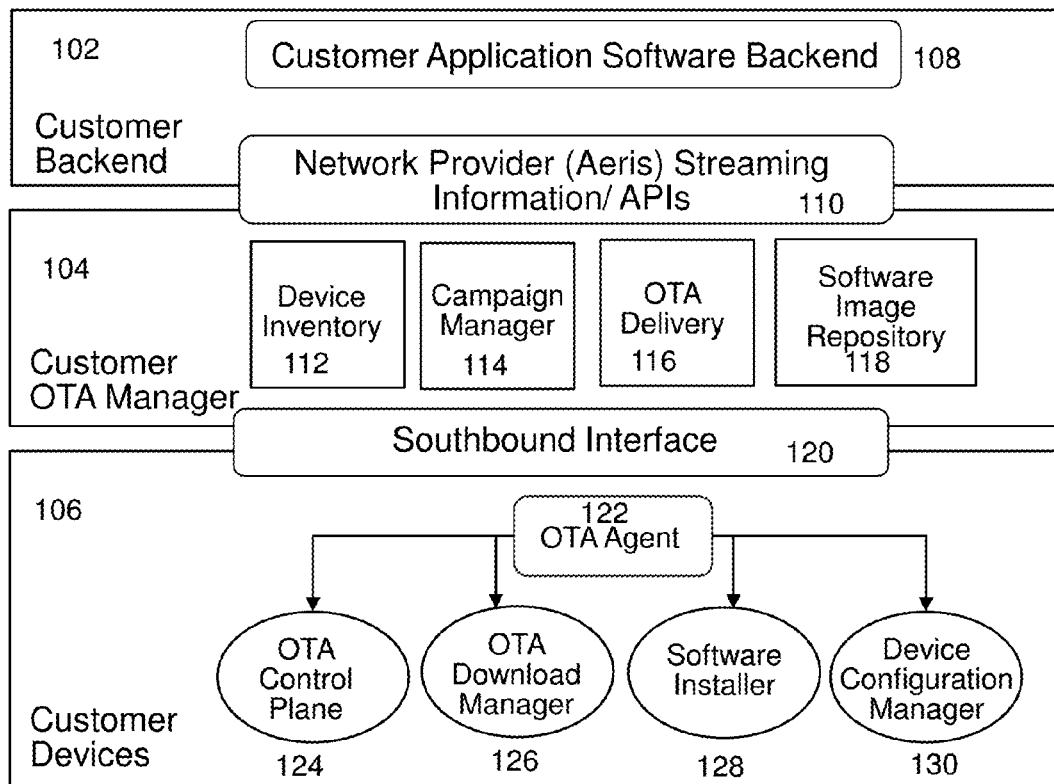 102
Customer Application Software Backend
108
Customer
Backend
Network Provider (Aeris) Streaming
Information/ APIs
110
104
Device
Inventory
112
Campaign
Manager
114
OTA
Delivery
116
Software
Image
Repository
118
Customer
OTA Manager
Southbound Interface
120
106
122
OTA Agent
OTA
Control
Plane
OTA
Download
Manager
Software
Installer
Device
Configuration
Manager
Customer
Devices
124
126
128
130